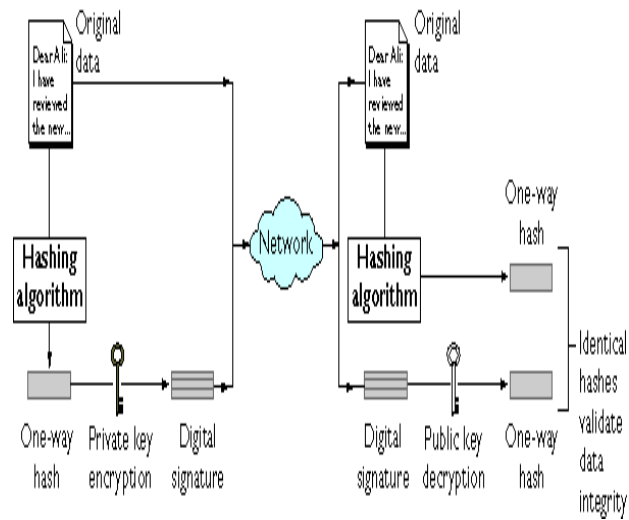 Original
data
Dear Ali:
I have
reviewed
the new...
Hashing
algorithm
One-way
hash
Private key
encryption
Digital
signature
Network
Original
data
Dear Ali:
I have
reviewed
the new...
Hashing
algorithm
One-way
hash
Digital
signature
Public key
decryption
One-way
hash
Identical
hashes
validate
data
integrity